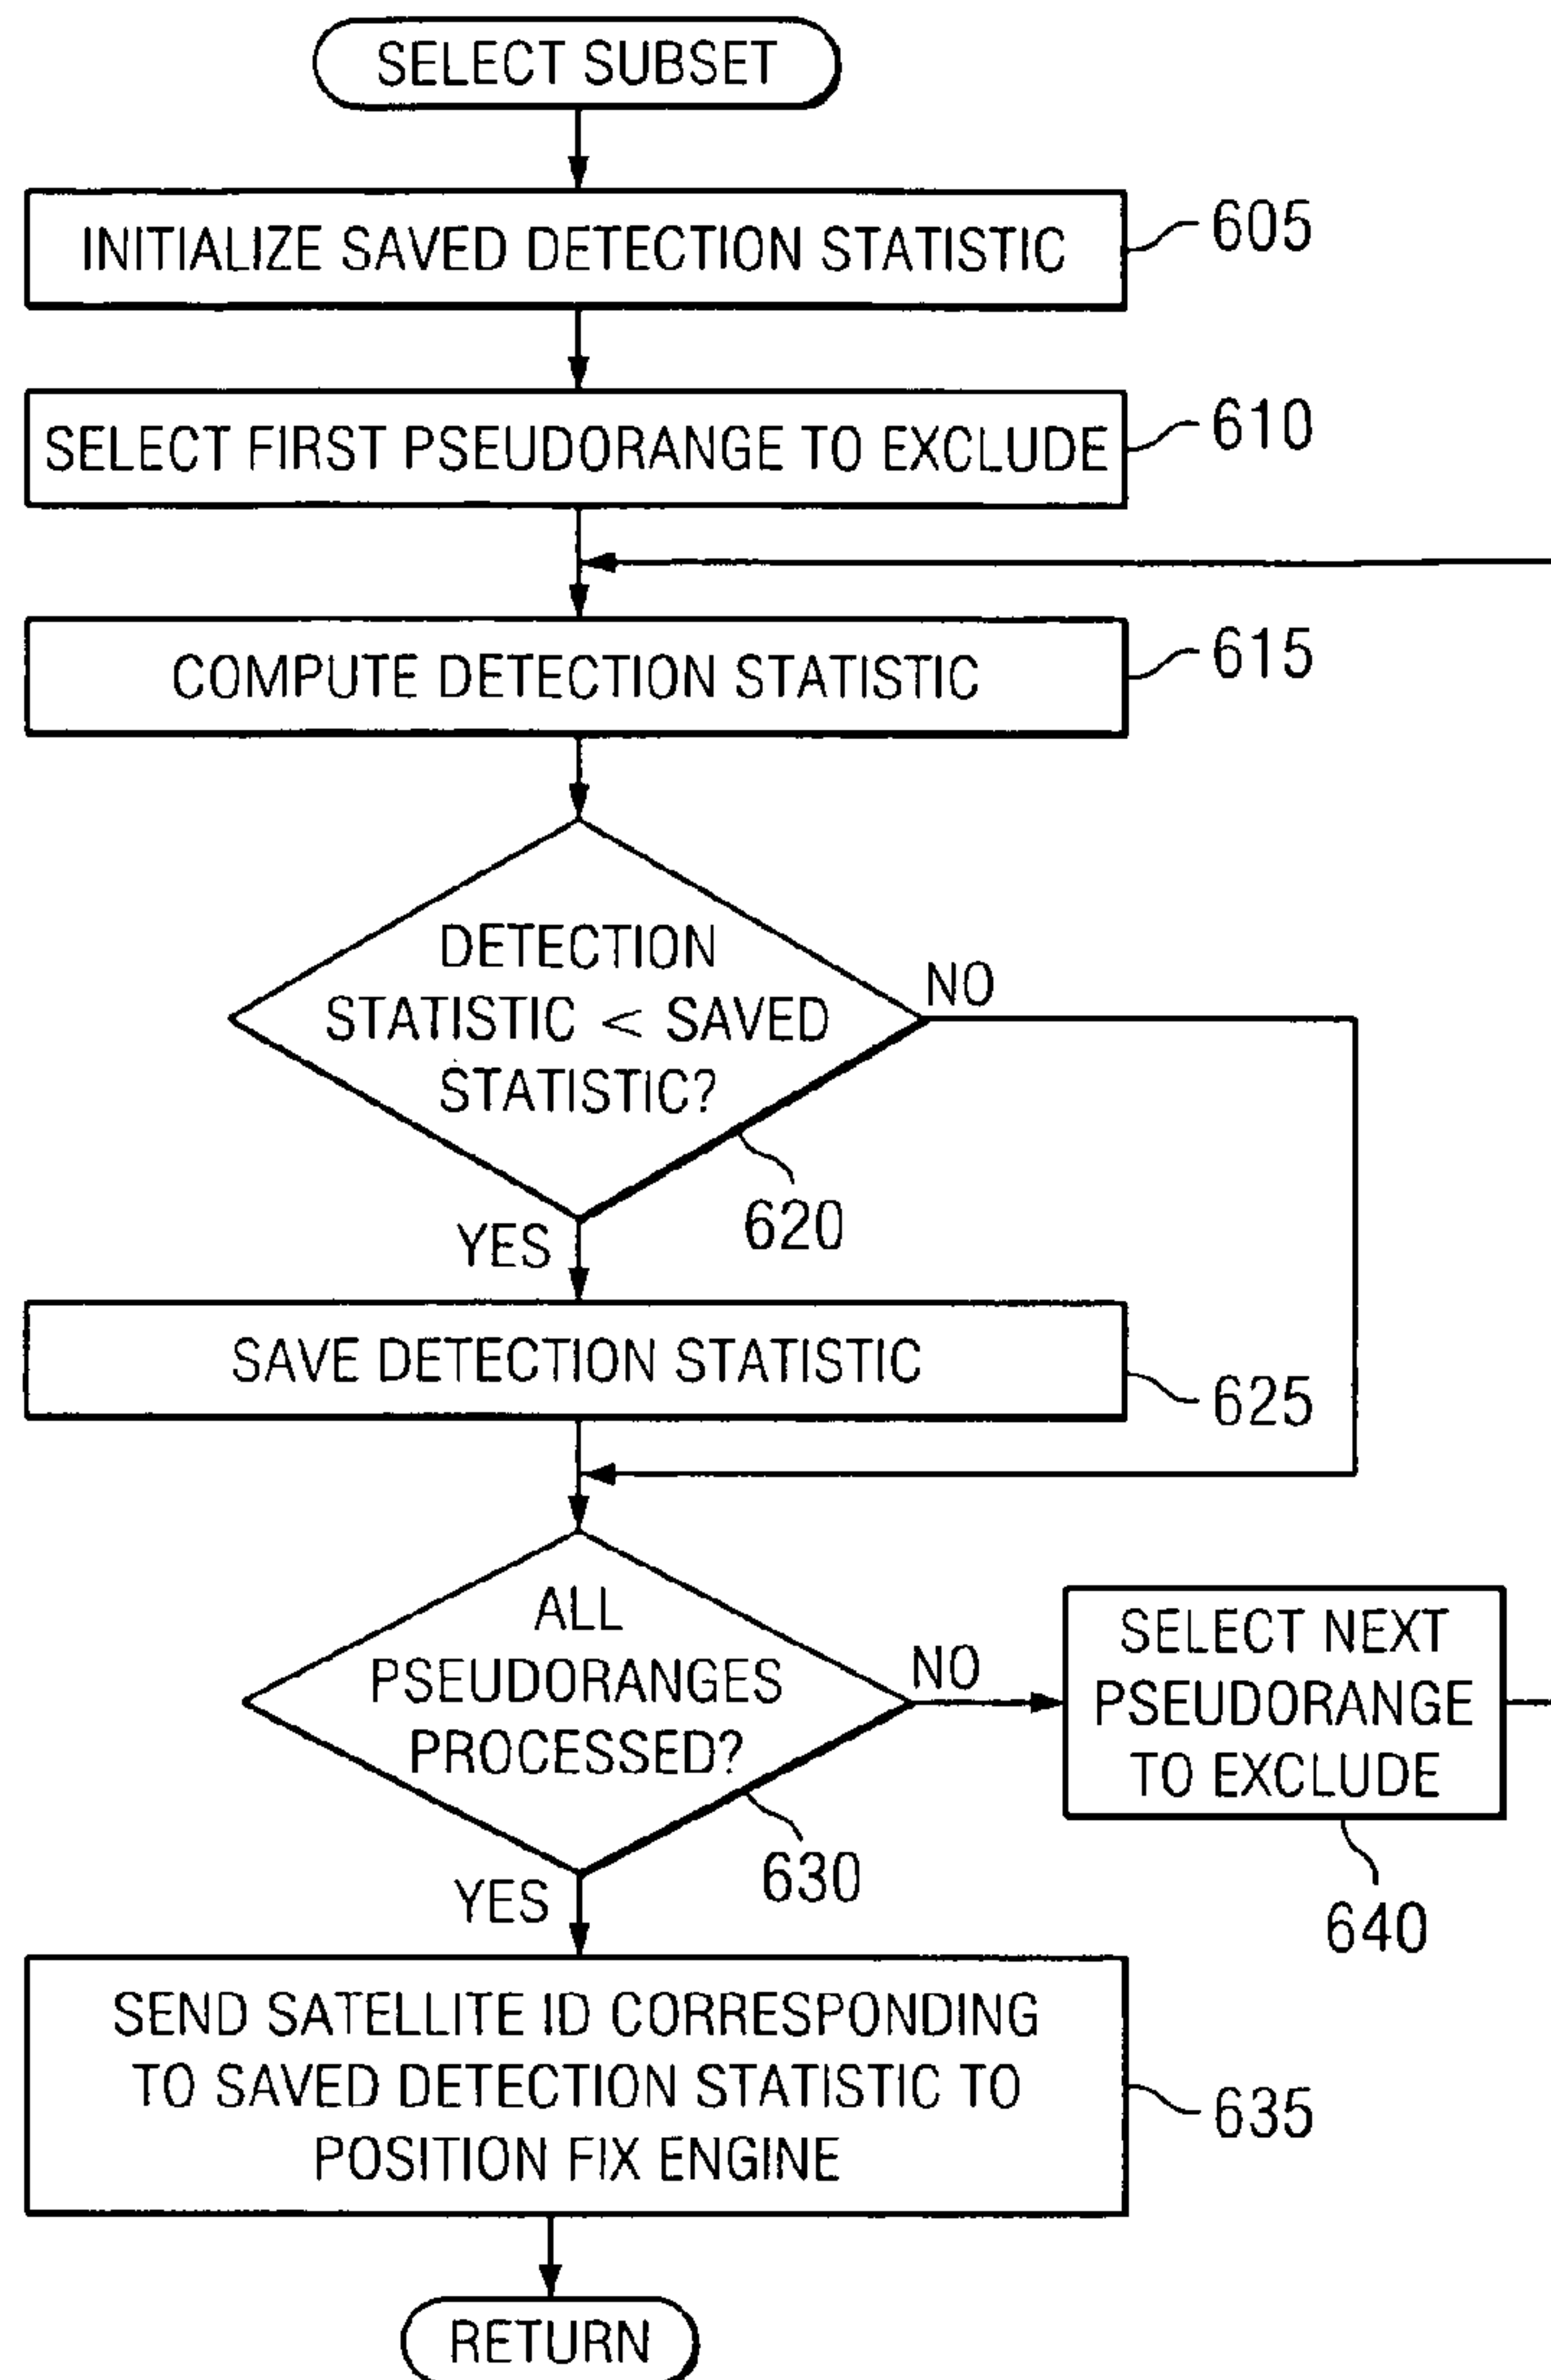 SELECT SUBSET
INITIALIZE SAVED DETECTION STATISTIC
605
SELECT FIRST PSEUDORANGE TO EXCLUDE
610
COMPUTE DETECTION STATISTIC
615
DETECTION
STATISTIC < SAVED
STATISTIC?
NO
620
YES
SAVE DETECTION STATISTIC
625
ALL
PSEUDORANGES
PROCESSED?
NO
630
YES
SELECT NEXT
PSEUDORANGE
TO EXCLUDE
640
SEND SATELLITE ID CORRESPONDING
TO SAVED DETECTION STATISTIC TO
POSITION FIX ENGINE
635
RETURN